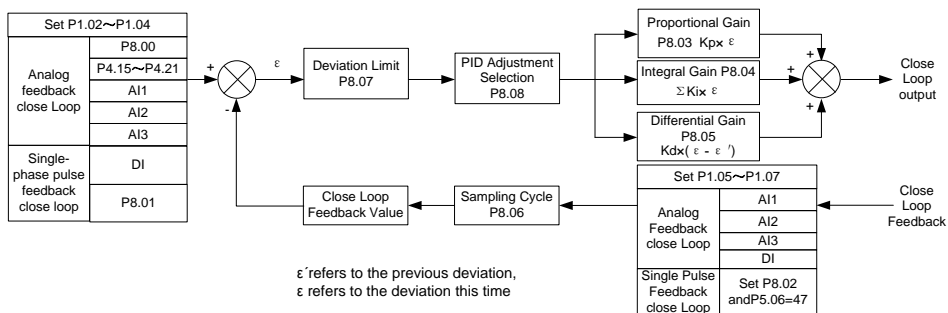 Set P1.02～P1.04
Analog
feedback
close Loop
P8.00
P4.15～P4.21
AI1
AI2
AI3
Single-
phase pulse
feedback
close loop
DI
P8.01
+
-
ε
Deviation Limit
P8.07
PID Adjustment
Selection
P8.08
Proportional Gain
P8.03 Kp× ε
Integral Gain P8.04
ΣKi× ε
Differential Gain
P8.05
Kd×( ε - ε′)
+
+
+
Close
Loop
output
Close Loop
Feedback Value
Sampling Cycle
P8.06
Set P1.05～P1.07
Analog
Feedback
close Loop
AI1
AI2
AI3
DI
Single Pulse
Feedback
close Loop
Set P8.02
andP5.06=47
Close
Loop
Feedback
ε´refers to the previous deviation,
ε refers to the deviation this time